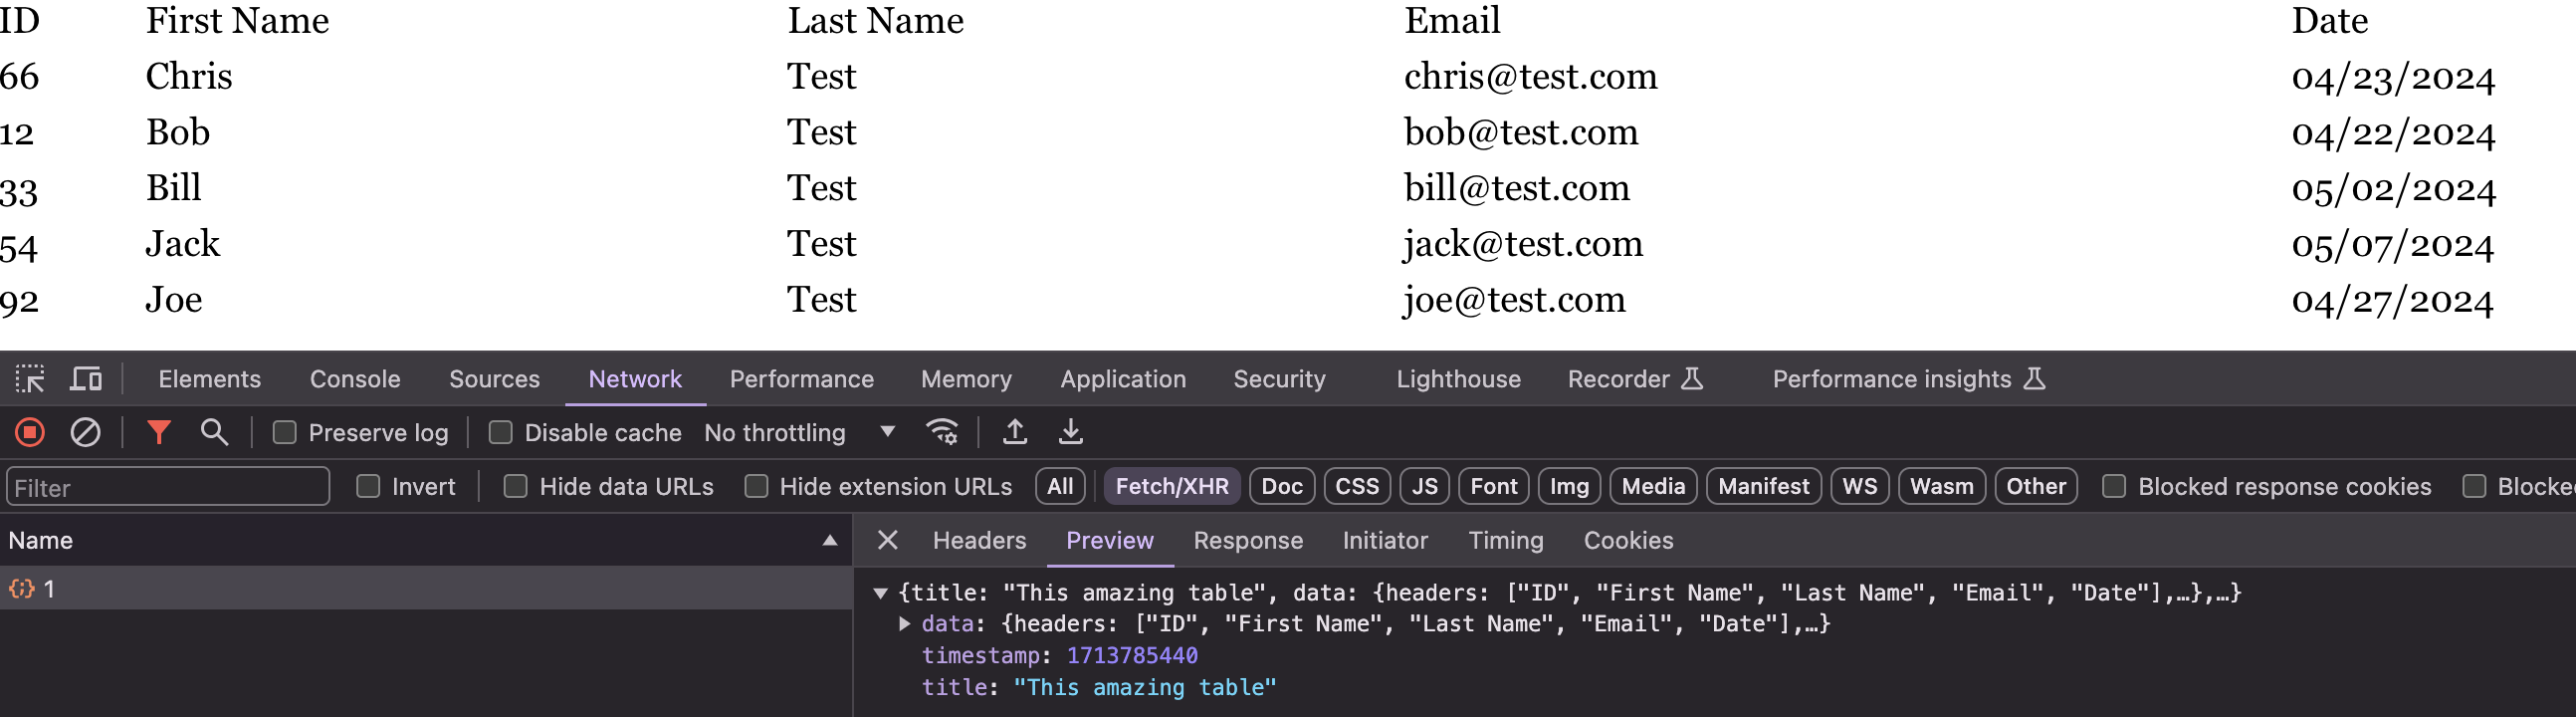 ID First Name Last Name Email Date
66 Chris Test chris@test.com 04/23/2024
12 Bob Test bob@test.com 04/22/2024
33 Bill Test bill@test.com 05/02/2024
54 Jack Test jack@test.com 05/07/2024
92 Joe Test joe@test.com 04/27/2024
Elements Console Sources Network Performance Memory Application Security Lighthouse Recorder Performance insights
Preserve log Disable cache No throttling
Filter Invert Hide data URLs Hide extension URLs All Fetch/XHR Doc CSS JS Font Img Media Manifest WS Wasm Other Blocked response cookies Blocke
Name Headers Preview Response Initiator Timing Cookies
{;} 1 {title: "This amazing table", data: {headers: ["ID", "First Name", "Last Name", "Email", "Date"],…},…}
data: {headers: ["ID", "First Name", "Last Name", "Email", "Date"],…}
timestamp: 1713785440
title: "This amazing table"